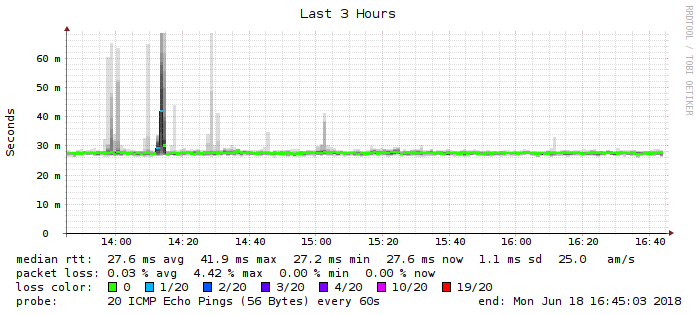 Last 3 Hours
RRDTOOL / TOBI OETIKER
Seconds
60 m
50 m
40 m
30 m
20 m
10 m
0
14:00 14:20 14:40 15:00 15:20 15:40 16:00 16:20 16:40
median rtt: 27.6 ms avg 41.9 ms max 27.2 ms min 27.6 ms now 1.1 ms sd 25.0 am/s
packet loss: 0.03 % avg 4.42 % max 0.00 % min 0.00 % now
loss color: 0 1/20 2/20 3/20 4/20 10/20 19/20
probe: 20 ICMP Echo Pings (56 Bytes) every 60s end: Mon Jun 18 16:45:03 2018